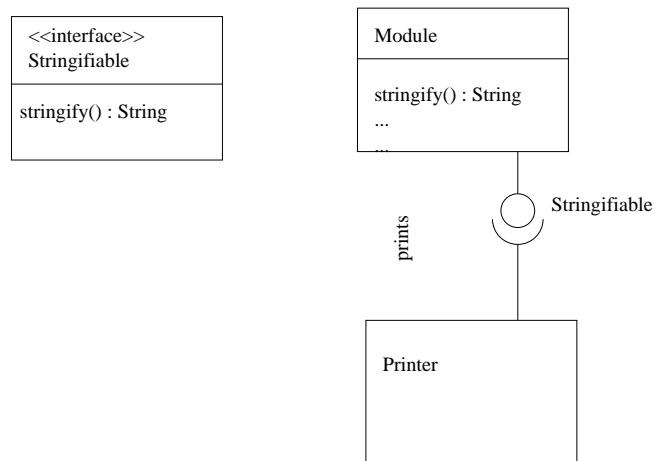 <<interface>>
Stringifiable
stringify() : String
Module
stringify() : String
...
...
Stringifiable
prints
Printer